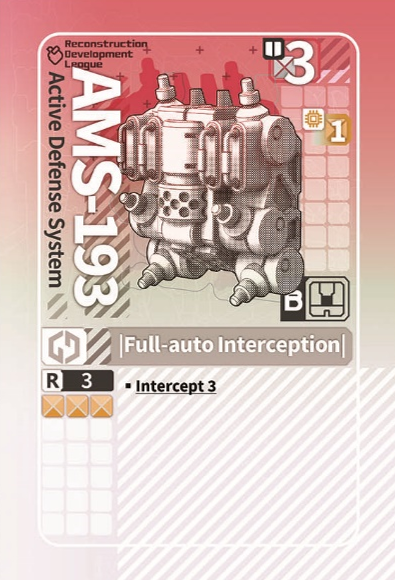 Reconstruction
Development
League
AMS-193
Active Defense System
3
1
B
|Full-auto Interception|
R 3
▪ Intercept 3